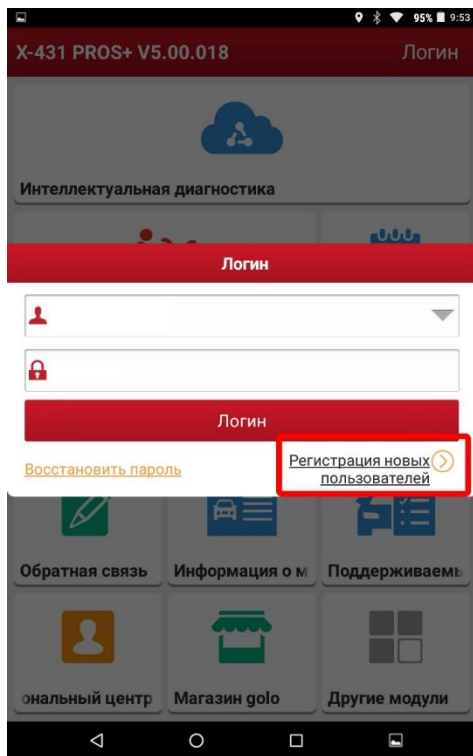 95% 9:53
X-431 PROS+ V5.00.018 Логин
Интеллектуальная диагностика
Логин
Логин
Восстановить пароль
Регистрация новых
пользователей
Обратная связь Информация о м Поддерживаемь
ональный центр Магазин golo Другие модули